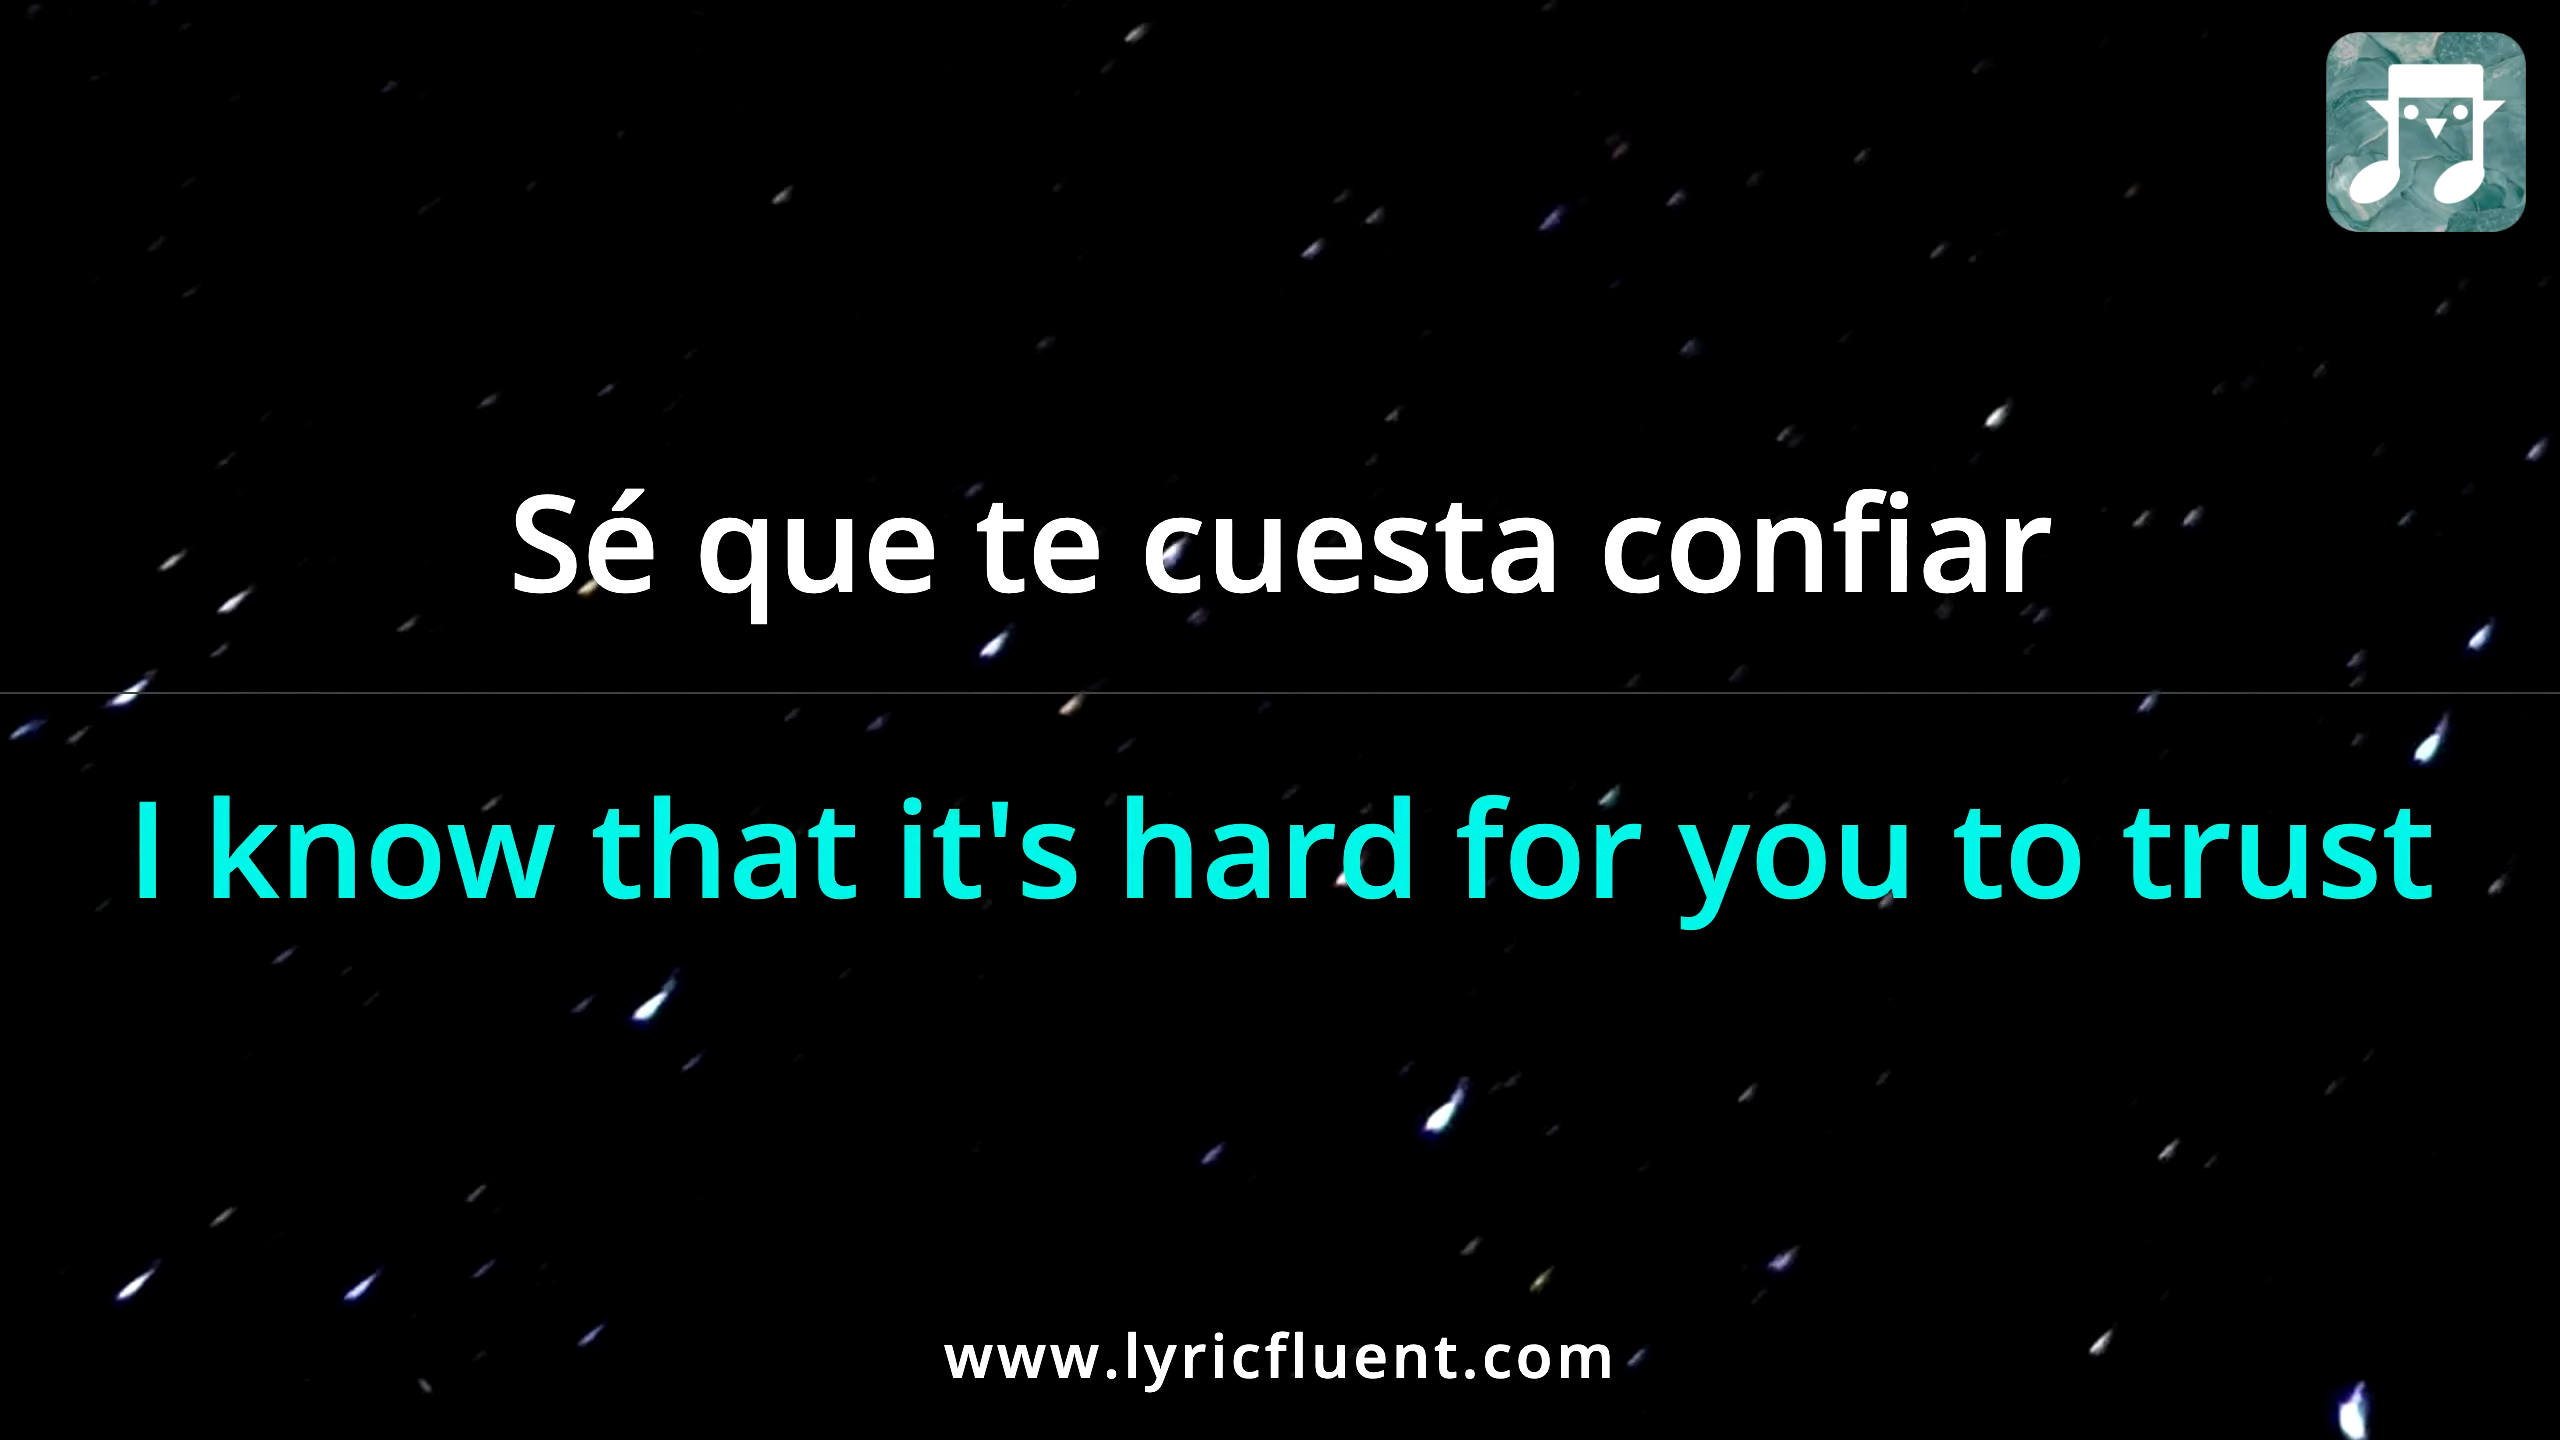 Sé que te cuesta confiar
I know that it's hard for you to trust
www.lyricfluent.com